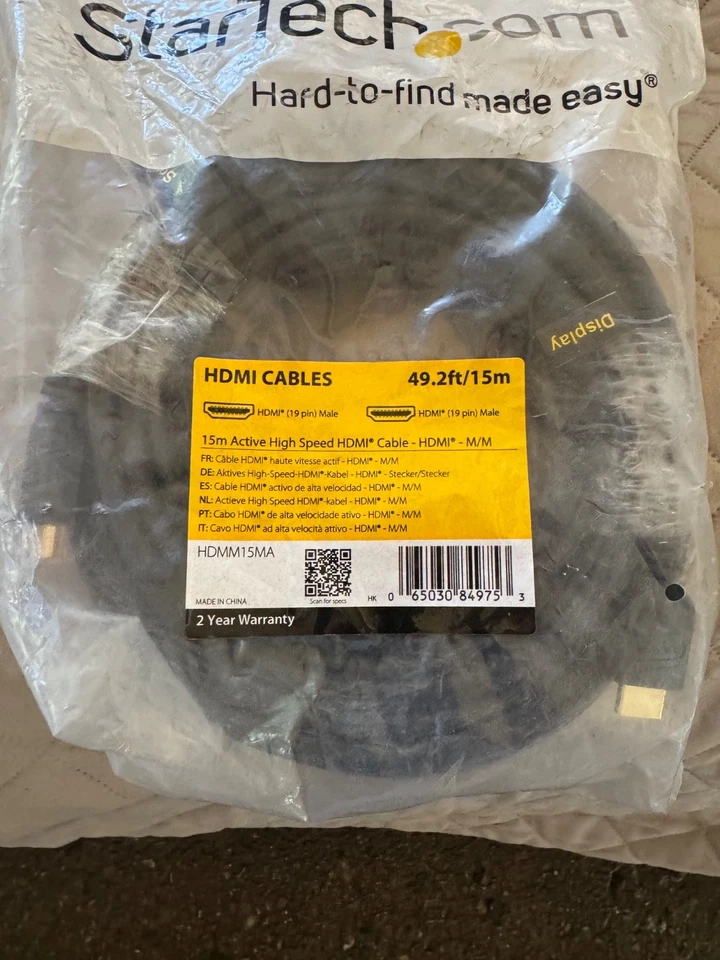 StarTech.com
Hard-to-find made easy®
Display
HDMI CABLES 49.2ft/15m
HDMI® (19 pin) Male HDMI® (19 pin) Male
15m Active High Speed HDMI® Cable - HDMI® - M/M
FR: Câble HDMI® haute vitesse actif - HDMI® - M/M
DE: Aktives High-Speed-HDMI®-Kabel - HDMI® - Stecker/Stecker
ES: Cable HDMI® activo de alta velocidad - HDMI® - M/M
NL: Actieve High Speed HDMI®-kabel - HDMI® - M/M
PT: Cabo HDMI® de alta velocidade ativo - HDMI® - M/M
IT: Cavo HDMI® ad alta velocità attivo - HDMI® - M/M
HDMM15MA
MADE IN CHINA Scan for specs HK 0 65030 84975 3
2 Year Warranty